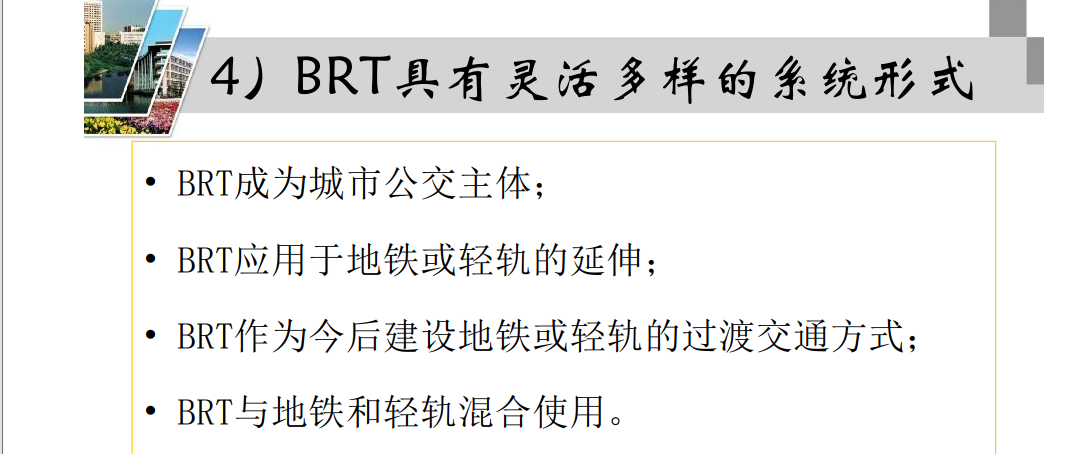 4）BRT具有灵活多样的系统形式
• BRT成为城市公交主体；
• BRT应用于地铁或轻轨的延伸；
• BRT作为今后建设地铁或轻轨的过渡交通方式；
• BRT与地铁和轻轨混合使用。